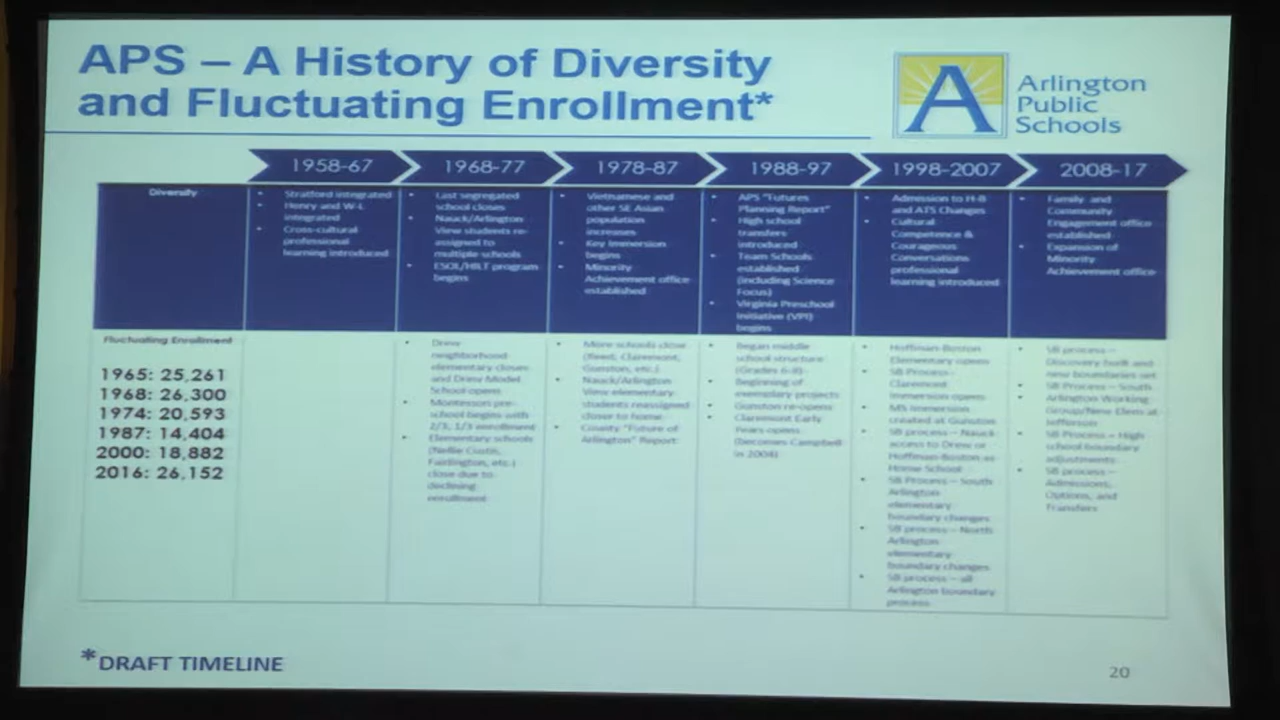 APS – A History of Diversity
and Fluctuating Enrollment*
Arlington
Public
Schools
1958-67
1968-77
1978-87
1988-97
1998-2007
2008-17
Diversity
• Stratford integrated
• Henry and W-L
integrated
• Cross-cultural
professional
learning introduced
• Last segregated
school closes
• Nauck/Arlington
View students re-
assigned to
multiple schools
• ESOL/HILT program
begins
• Vietnamese and
other SE Asian
population
increases
• Key Immersion
begins
• Minority
Achievement office
established
• APS "Futures
Planning Report"
• High school
transfers
introduced
• Team Schools
established
(including Science
Focus)
• Virginia Preschool
Initiative (VPI)
begins
• Admission to H-B
and ATS Changes
• Cultural
Competence &
Courageous
Conversations
professional
learning introduced
• Family and
Community
Engagement office
established
• Expansion of
Minority
Achievement office
Fluctuating Enrollment
1965: 25,261
1968: 26,300
1974: 20,593
1987: 14,404
2000: 18,882
2016: 26,152
• Drew
neighborhood
elementary closes
and Drew Model
School opens
• Montessori pre-
school begins with
2/3, 1/3 enrollment
• Elementary schools
(Nellie Custis,
Fairlington, etc.)
close due to
declining
enrollment
• More schools close
(Reed, Claremont,
Gunston, etc.)
• Nauck/Arlington
View elementary
students reassigned
closer to home
• County "Future of
Arlington" Report
• Began middle
school structure
(Grades 6-8)
• Beginning of
exemplary projects
• Gunston re-opens
• Claremont Early
Years opens
(becomes Campbell
in 2004)
• Hoffman-Boston
Elementary opens
• SB Process –
Claremont
Immersion opens
• MS Immersion
created at Gunston
• SB process – Nauck
access to Drew or
Hoffman-Boston as
Home School
• SB Process – South
Arlington
elementary
boundary changes
• SB process – North
Arlington
elementary
boundary changes
• SB process – all
Arlington boundary
process
• SB process –
Discovery built and
new boundaries set
• SB Process – South
Arlington Working
Group/New Elem at
Jefferson
• SB Process – High
school boundary
adjustments
• SB process –
Admissions,
Options, and
Transfers
*DRAFT TIMELINE
20